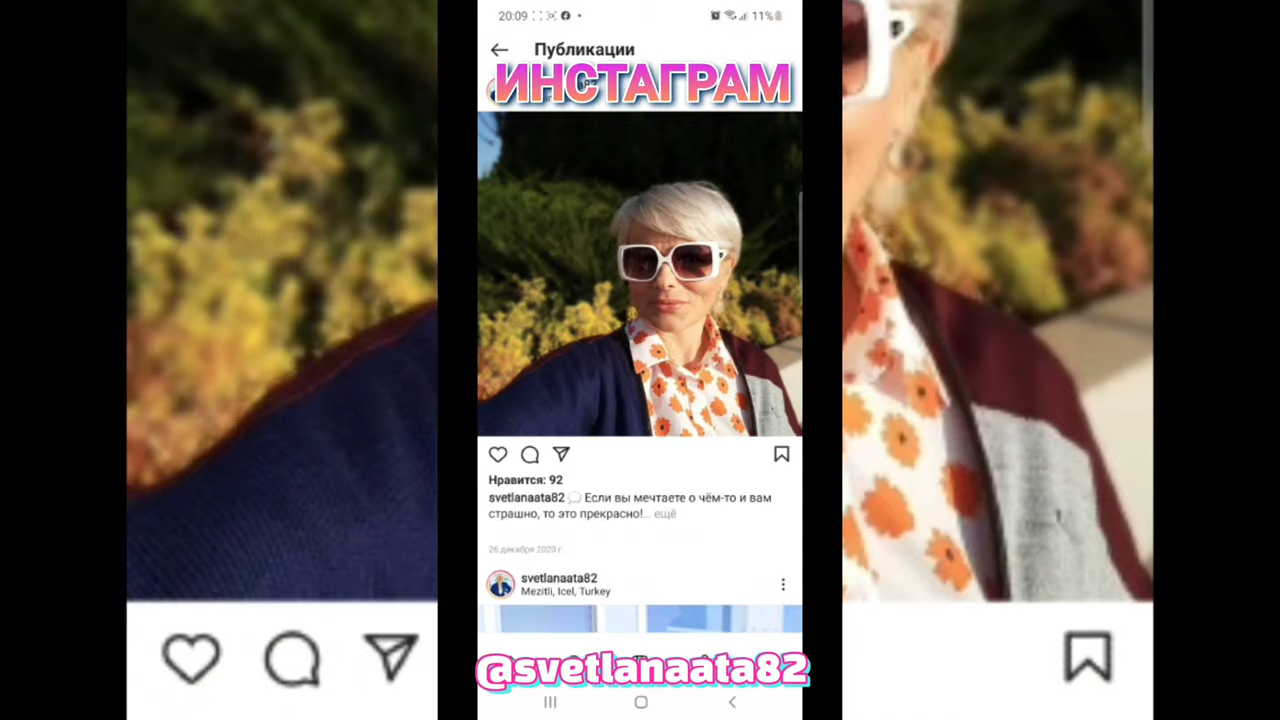 20:09
11%
Публикации
ИНСТАГРАМ
Нравится: 92
svetlanaata82 💭 Если вы мечтаете о чём-то и вам
страшно, то это прекрасно!... ещё
26 декабря 2020 г.
svetlanaata82
Mezitli, Icel, Turkey
@svetlanaata82